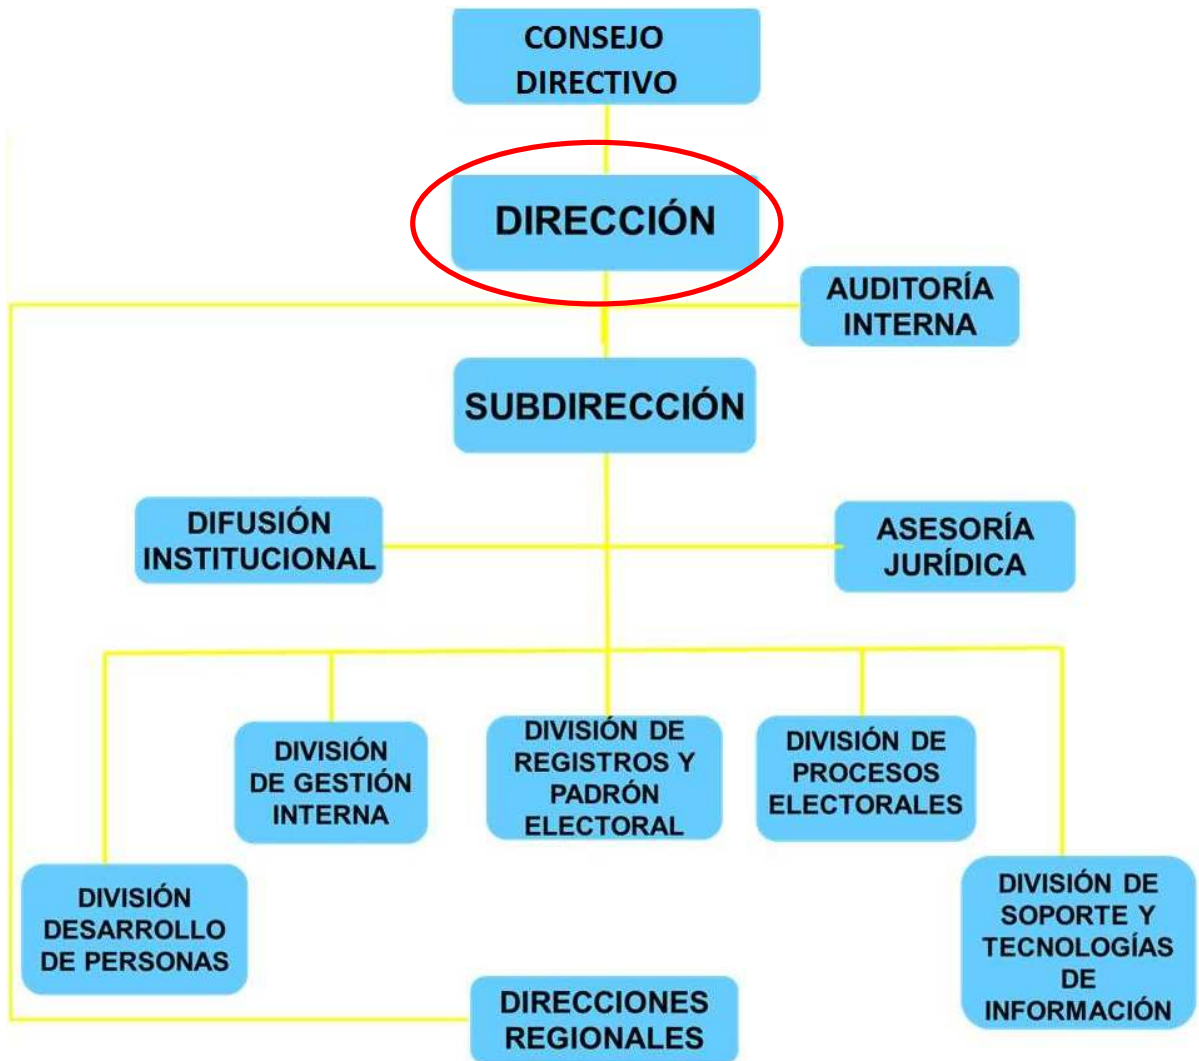 CONSEJO
DIRECTIVO
DIRECCIÓN
AUDITORÍA
INTERNA
SUBDIRECCIÓN
DIFUSIÓN
INSTITUCIONAL
ASESORÍA
JURÍDICA
DIVISIÓN
DE GESTIÓN
INTERNA
DIVISIÓN DE
REGISTROS Y
PADRÓN
ELECTORAL
DIVISIÓN DE
PROCESOS
ELECTORALES
DIVISIÓN
DESARROLLO
DE PERSONAS
DIVISIÓN DE
SOPORTE Y
TECNOLOGÍAS
DE
INFORMACIÓN
DIRECCIONES
REGIONALES